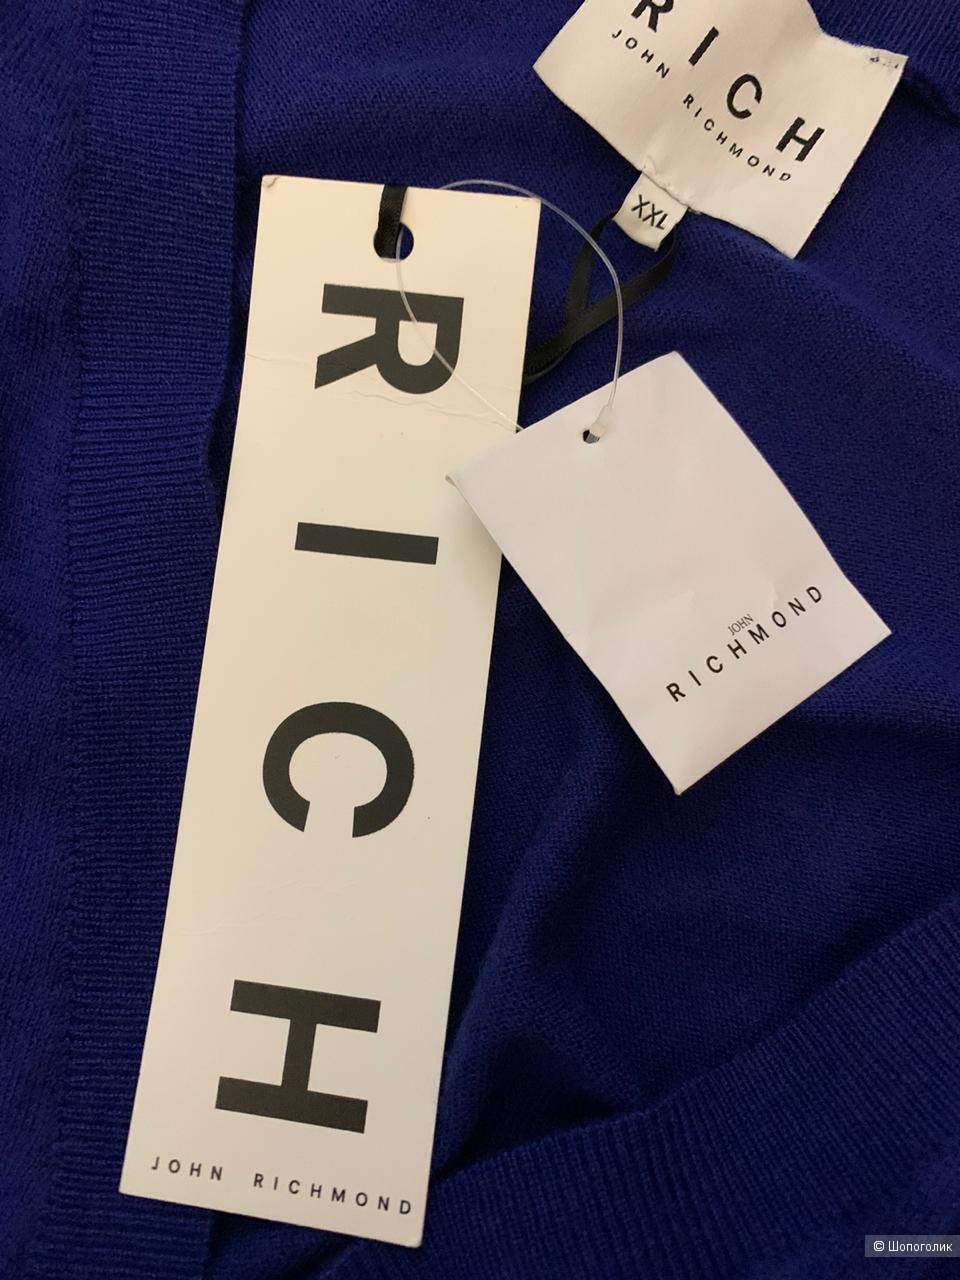 RICH
JOHN RICHMOND
XXL
RICH
JOHN RICHMOND
JOHN
RICHMOND
© Шопоголик